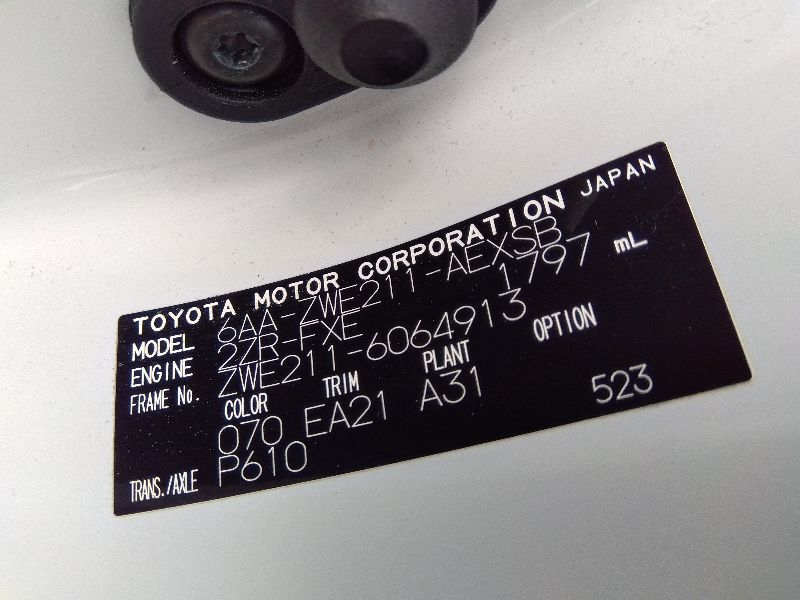 TOYOTA MOTOR CORPORATION JAPAN
MODEL 6AA-ZWE211-AEXSB
ENGINE 2ZR-FXE 1797 mL
FRAME No. ZWE211-6064913
COLOR TRIM PLANT OPTION
070 EA21 A31 523
TRANS./AXLE P610